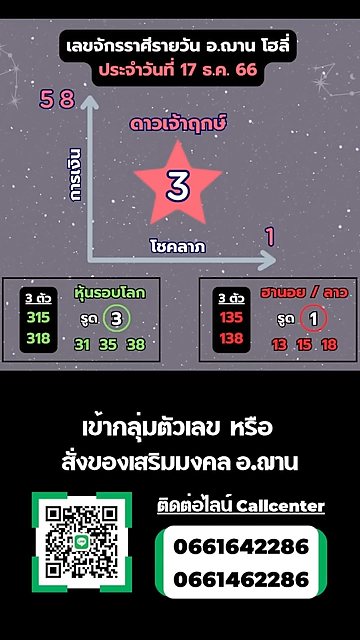 เลขจักรราศีรายวัน อ.ฌาน โฮลี่
ประจำวันที่ 17 ธ.ค. 66
5 8
ดาวเจ้าฤกษ์
การเงิน
3
โชคลาภ
1
3 ตัว
315
318
หุ้นรอบโลก
รูด 3
31 35 38
3 ตัว
135
138
ฮานอย / ลาว
รูด 1
13 15 18
เข้ากลุ่มตัวเลข หรือ
สั่งของเสริมมงคล อ.ฌาน
ติดต่อไลน์ Callcenter
0661642286
0661462286